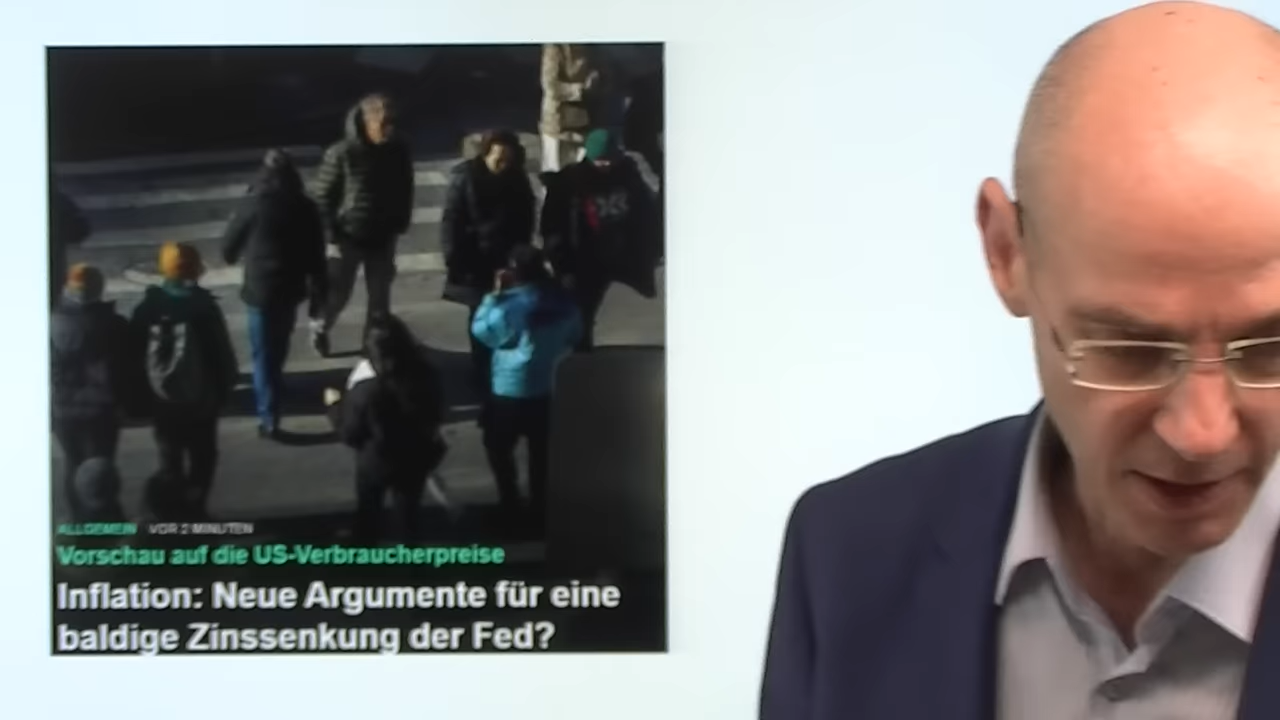 ALLGEMEIN VOR 2 MINUTEN
Vorschau auf die US-Verbraucherpreise
Inflation: Neue Argumente für eine
baldige Zinssenkung der Fed?